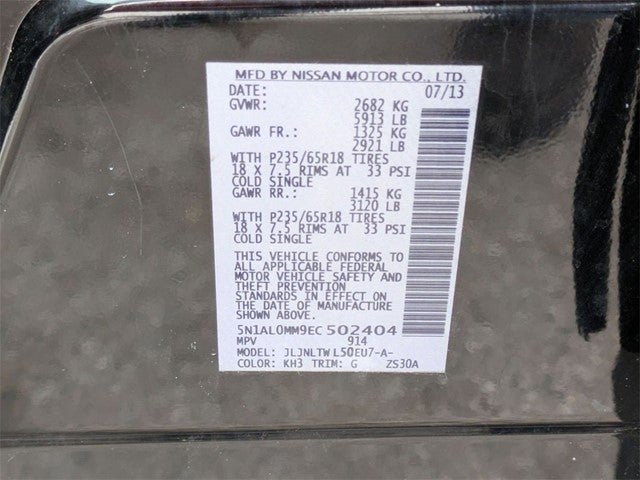 MFD BY NISSAN MOTOR CO., LTD.
DATE: 07/13
GVWR: 2682 KG
5913 LB
GAWR FR.: 1325 KG
2921 LB
WITH P235/65R18 TIRES
18 X 7.5 RIMS AT 33 PSI
COLD SINGLE
GAWR RR.: 1415 KG
3120 LB
WITH P235/65R18 TIRES
18 X 7.5 RIMS AT 33 PSI
COLD SINGLE
THIS VEHICLE CONFORMS TO
ALL APPLICABLE FEDERAL
MOTOR VEHICLE SAFETY AND
THEFT PREVENTION
STANDARDS IN EFFECT ON
THE DATE OF MANUFACTURE
SHOWN ABOVE.
5N1AL0MM9EC 502404
MPV 914
MODEL: JLJNLTW L50EU7-A-
COLOR: KH3 TRIM: G ZS30A